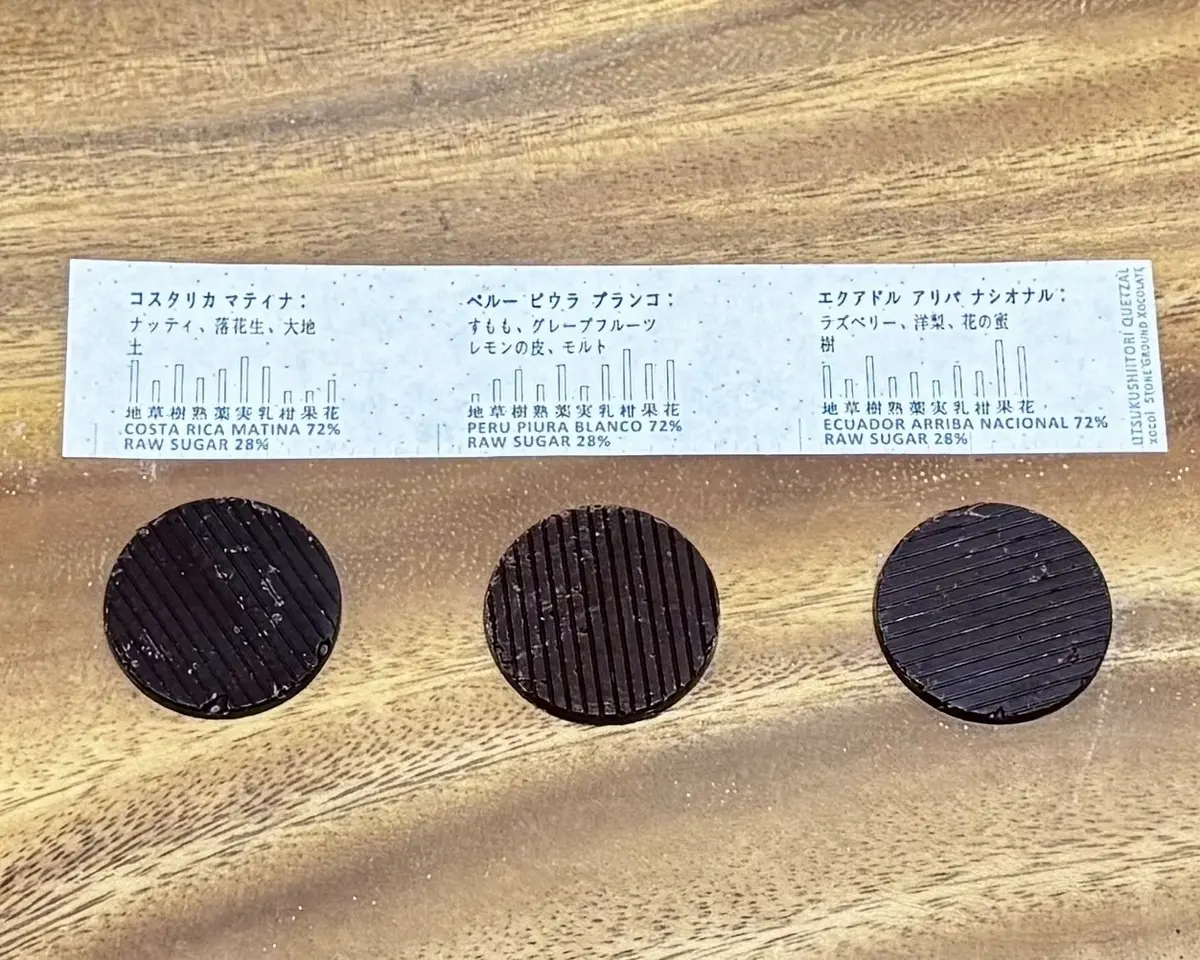 コスタリカ マティナ：
ナッティ、落花生、大地
土
地 草 樹 熟 薬 実 乳 柑 果 花
COSTA RICA MATINA 72%
RAW SUGAR 28%
ペルー ピウラ ブランコ：
すもも、グレープフルーツ
レモンの皮、モルト
地 草 樹 熟 薬 実 乳 柑 果 花
PERU PIURA BLANCO 72%
RAW SUGAR 28%
エクアドル アリバ ナシオナル：
ラズベリー、洋梨、花の蜜
樹
地 草 樹 熟 薬 実 乳 柑 果 花
ECUADOR ARRIBA NACIONAL 72%
RAW SUGAR 28%
UTSUKUSHIITORI QUETZAL
xocol STONE GROUND XOCOLATE